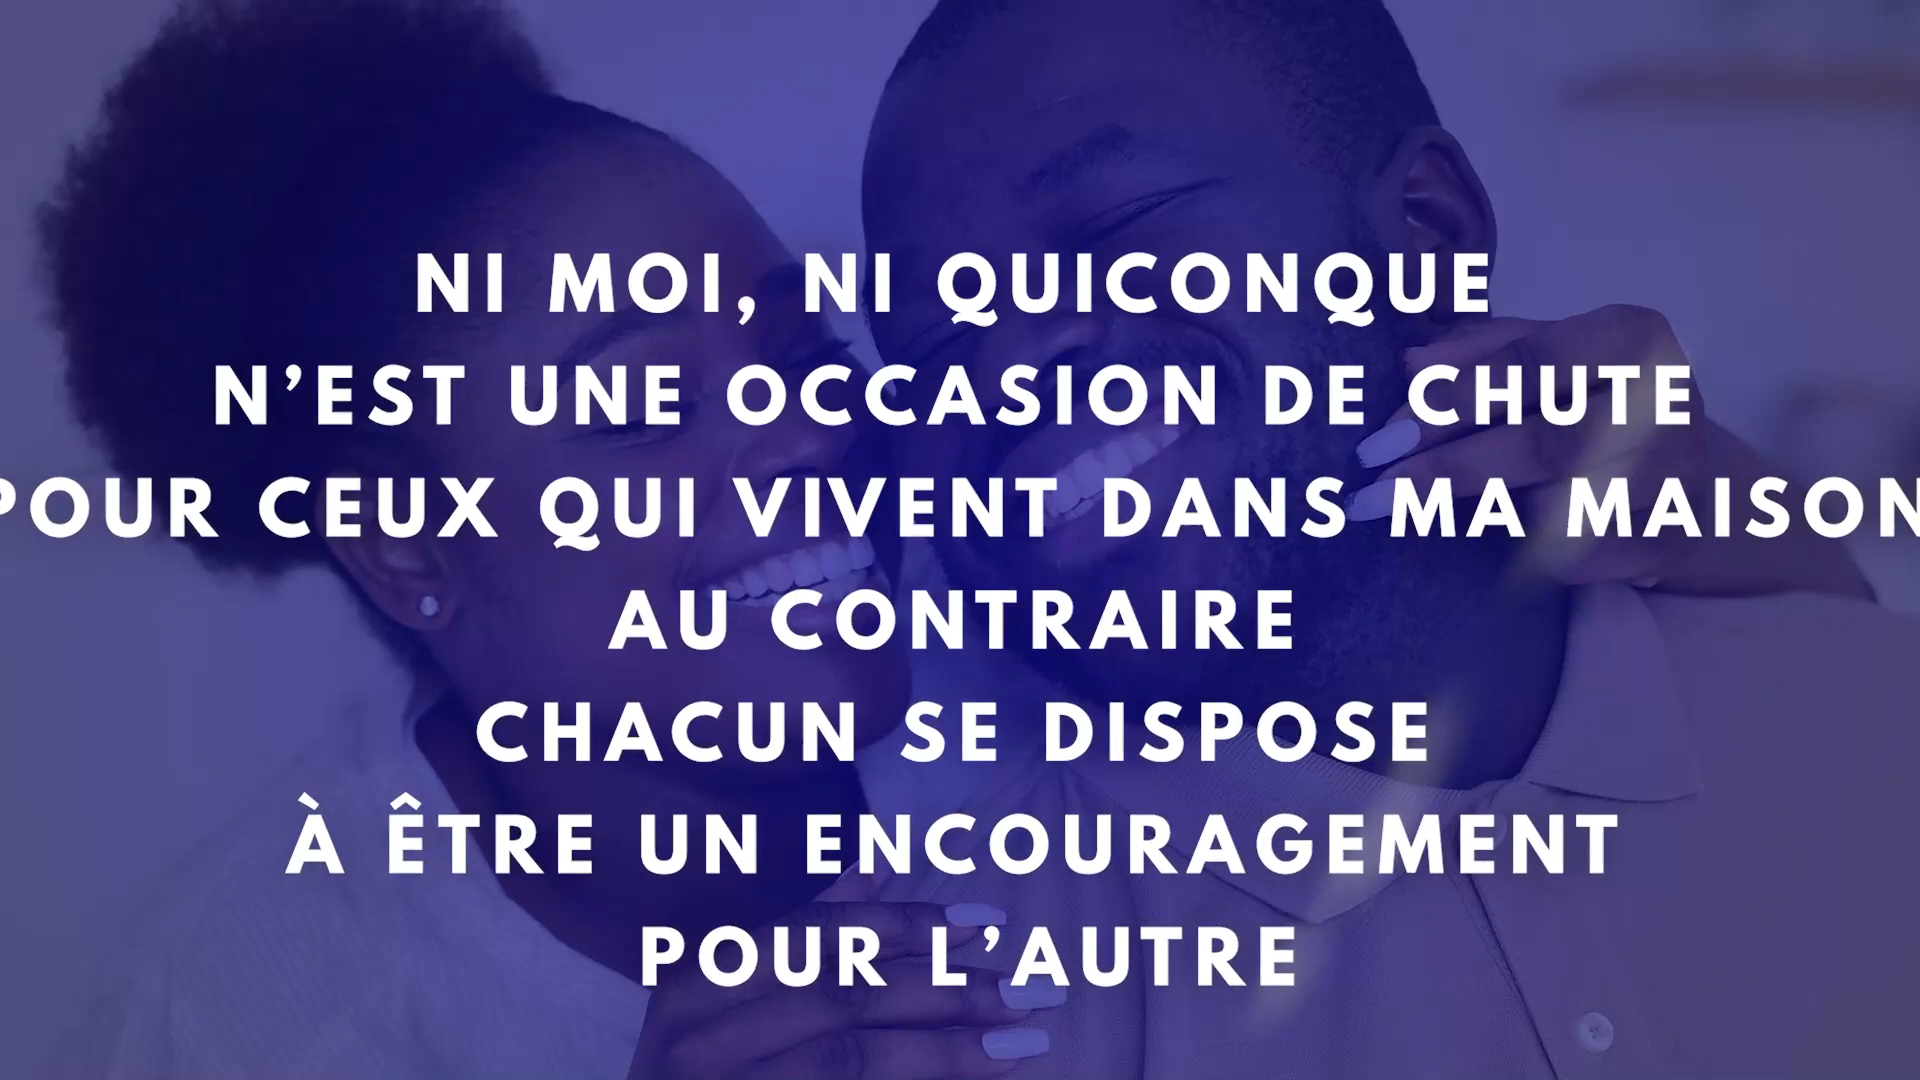 NI MOI, NI QUICONQUE
N’EST UNE OCCASION DE CHUTE
POUR CEUX QUI VIVENT DANS MA MAISON
AU CONTRAIRE
CHACUN SE DISPOSE
À ÊTRE UN ENCOURAGEMENT
POUR L’AUTRE